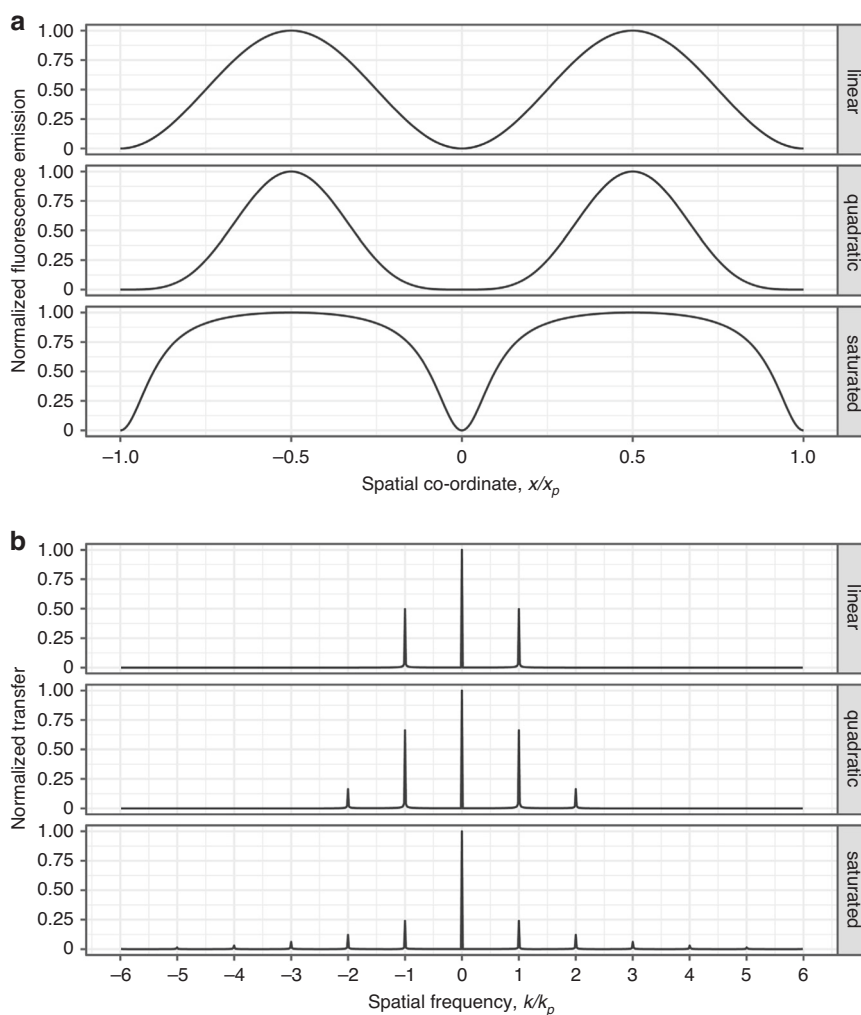 a
Normalized fluorescence emission
1.00
0.75
0.50
0.25
0
linear
1.00
0.75
0.50
0.25
0
quadratic
1.00
0.75
0.50
0.25
0
saturated
–1.0 –0.5 0 0.5 1.0
Spatial co-ordinate, x/xp
b
Normalized transfer
1.00
0.75
0.50
0.25
0
linear
1.00
0.75
0.50
0.25
0
quadratic
1.00
0.75
0.50
0.25
0
saturated
–6 –5 –4 –3 –2 –1 0 1 2 3 4 5 6
Spatial frequency, k/kp